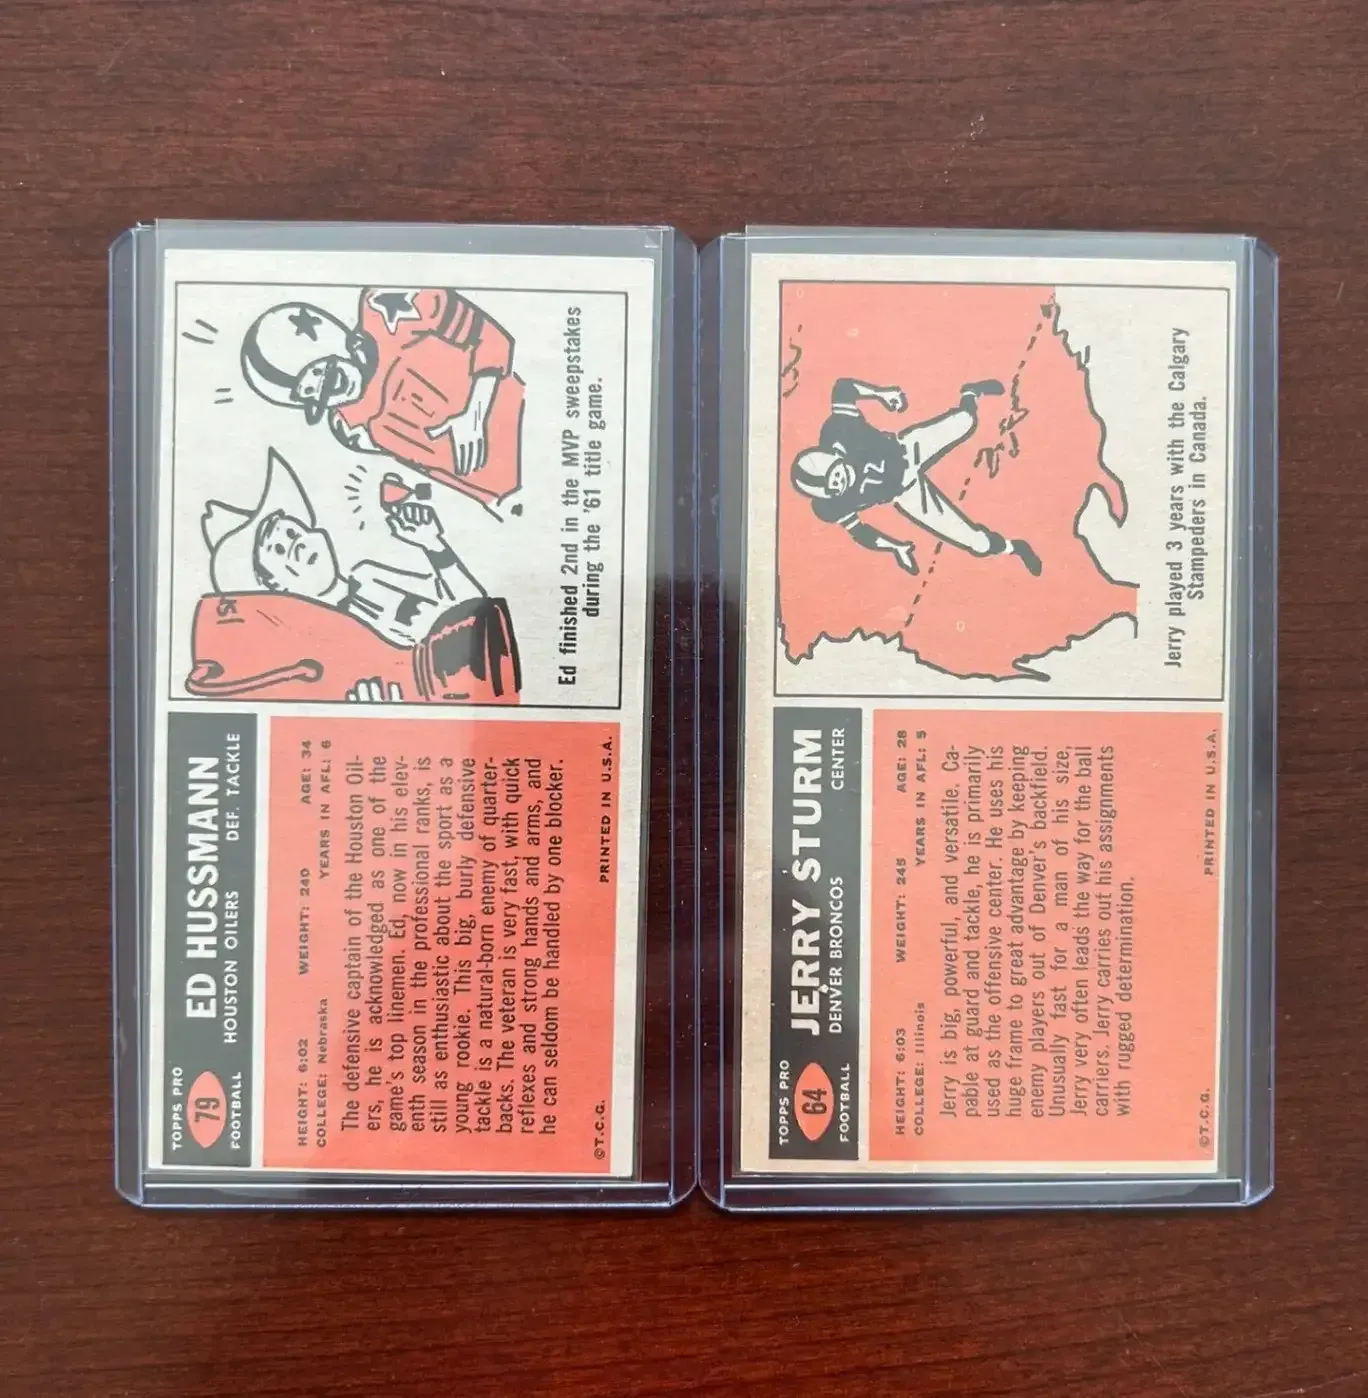 TOPPS PRO
79
FOOTBALL
ED HUSSMANN
HOUSTON OILERS DEF. TACKLE
HEIGHT: 6:02 WEIGHT: 240 AGE: 34
COLLEGE: Nebraska YEARS IN AFL: 6
The defensive captain of the Houston Oil-
ers, he is acknowledged as one of the
game's top linemen. Ed, now in his elev-
enth season in the professional ranks, is
still as enthusiastic about the sport as a
young rookie. This big, burly defensive
tackle is a natural-born enemy of quarter-
backs. The veteran is very fast, with quick
reflexes and strong hands and arms, and
he can seldom be handled by one blocker.
©T.C.G. PRINTED IN U.S.A.
Ed finished 2nd in the MVP sweepstakes
during the '61 title game.
TOPPS PRO
64
FOOTBALL
JERRY STURM
DENVER BRONCOS CENTER
HEIGHT: 6:03 WEIGHT: 245 AGE: 28
COLLEGE: Illinois YEARS IN AFL: 5
Jerry is big, powerful, and versatile. Ca-
pable at guard and tackle, he is primarily
used as the offensive center. He uses his
huge frame to great advantage by keeping
enemy players out of Denver's backfield.
Unusually fast for a man of his size,
Jerry very often leads the way for the ball
carriers. Jerry carries out his assignments
with rugged determination.
©T.C.G. PRINTED IN U.S.A.
72
Jerry played 3 years with the Calgary
Stampeders in Canada.